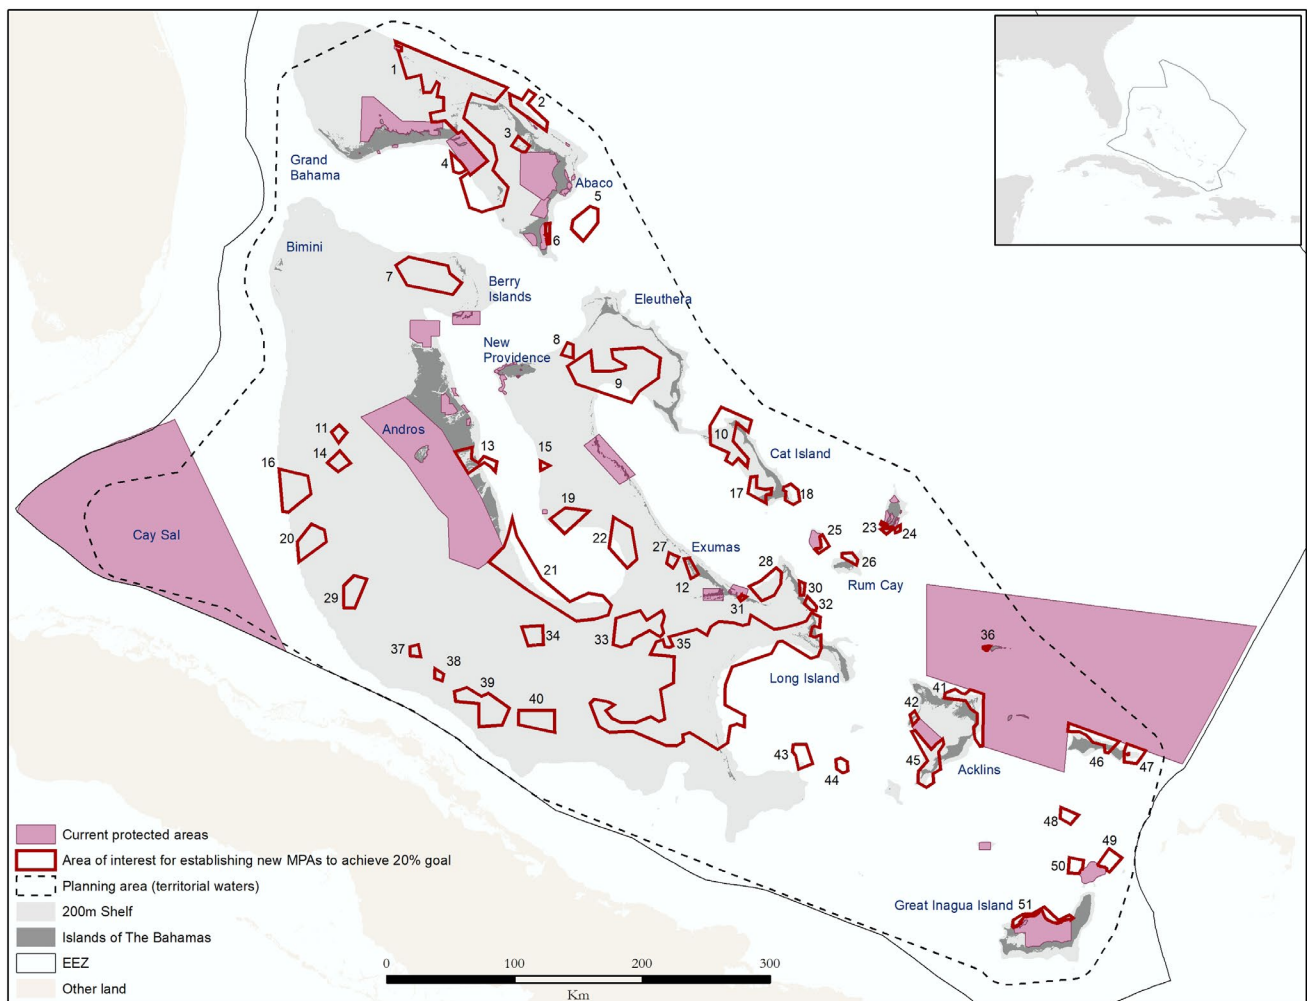 1
2
3
4
Grand
Bahama
Abaco
5
6
Bimini
7
Berry
Islands
Eleuthera
8
New
Providence
9
10
11
Andros
13
14
15
16
Cat Island
17
18
19
Cay Sal
20
21
22
23
24
25
26
27
Exumas
28
Rum Cay
12
29
30
31
32
33
34
35
36
37
38
39
40
Long Island
41
42
43
44
45
Acklins
46
47
48
49
50
Great Inagua Island
51
Current protected areas
Area of interest for establishing new MPAs to achieve 20% goal
Planning area (territorial waters)
200m Shelf
Islands of The Bahamas
EEZ
Other land
0 100 200 300
Km